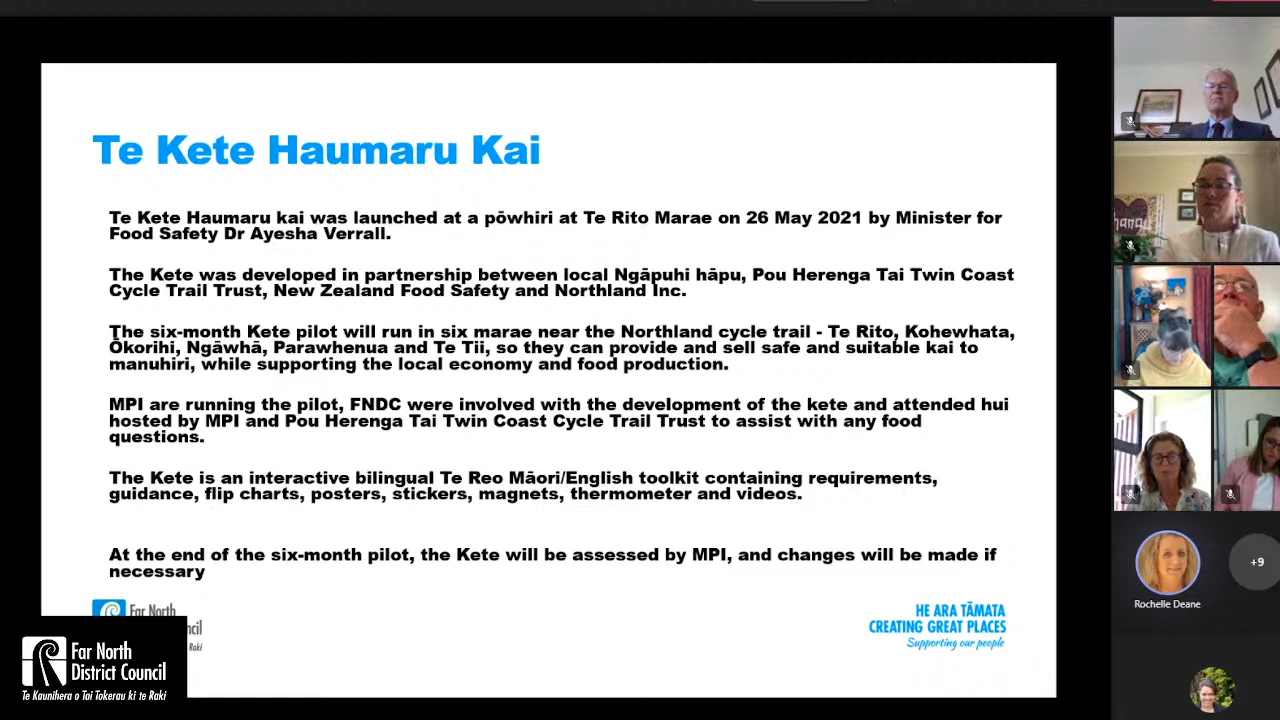 Te Kete Haumaru Kai
Te Kete Haumaru kai was launched at a pōwhiri at Te Rito Marae on 26 May 2021 by Minister for
Food Safety Dr Ayesha Verrall.
The Kete was developed in partnership between local Ngāpuhi hāpu, Pou Herenga Tai Twin Coast
Cycle Trail Trust, New Zealand Food Safety and Northland Inc.
The six-month Kete pilot will run in six marae near the Northland cycle trail - Te Rito, Kohewhata,
Ōkorihi, Ngāwhā, Parawhenua and Te Tii, so they can provide and sell safe and suitable kai to
manuhiri, while supporting the local economy and food production.
MPI are running the pilot, FNDC were involved with the development of the kete and attended hui
hosted by MPI and Pou Herenga Tai Twin Coast Cycle Trail Trust to assist with any food
questions.
The Kete is an interactive bilingual Te Reo Māori/English toolkit containing requirements,
guidance, flip charts, posters, stickers, magnets, thermometer and videos.
At the end of the six-month pilot, the Kete will be assessed by MPI, and changes will be made if
necessary
Far North
Raki
HE ARA TĀMATA
CREATING GREAT PLACES
Supporting our people
Far North
District Council
Te Kaunihera o Tai Tokerau ki te Raki
+9
Rochelle Deane